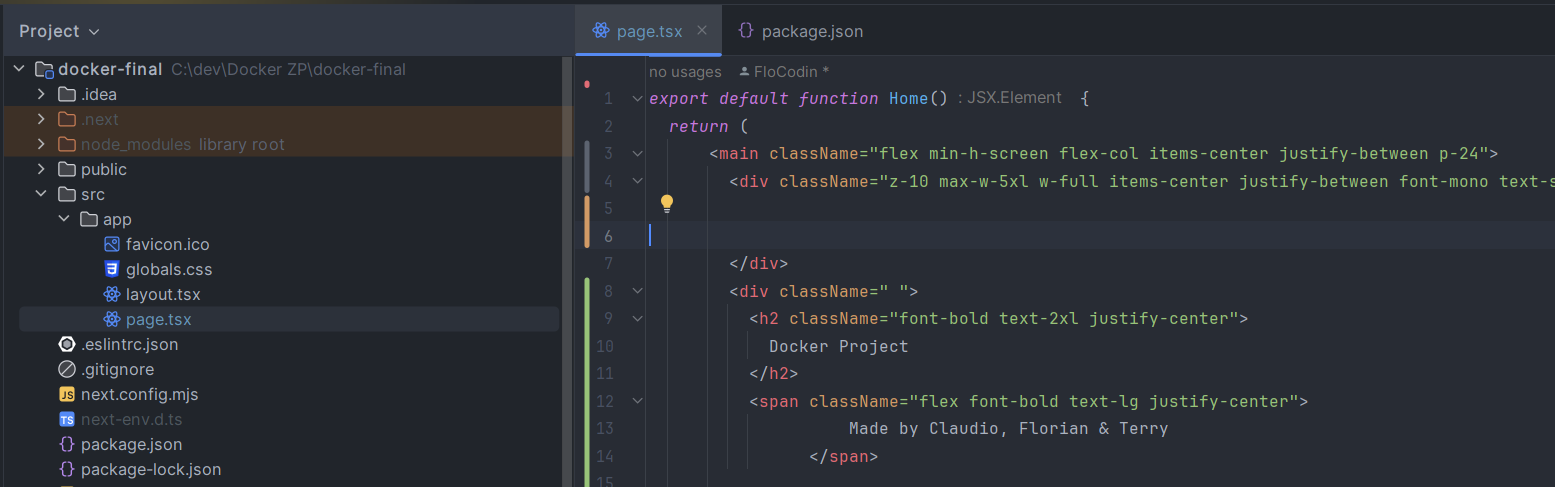 Project
docker-final C:\dev\Docker ZP\docker-final
.idea
.next
node_modules library root
public
src
app
favicon.ico
globals.css
layout.tsx
page.tsx
.eslintrc.json
.gitignore
JS next.config.mjs
TS next-env.d.ts
{} package.json
{} package-lock.json
page.tsx ×
{} package.json
no usages FloCodin *
1 export default function Home() : JSX.Element {
2 return (
3 <main className="flex min-h-screen flex-col items-center justify-between p-24">
4 <div className="z-10 max-w-5xl w-full items-center justify-between font-mono text-s
5
6
7 </div>
8 <div className=" ">
9 <h2 className="font-bold text-2xl justify-center">
10 Docker Project
11 </h2>
12 <span className="flex font-bold text-lg justify-center">
13 Made by Claudio, Florian & Terry
14 </span>
15